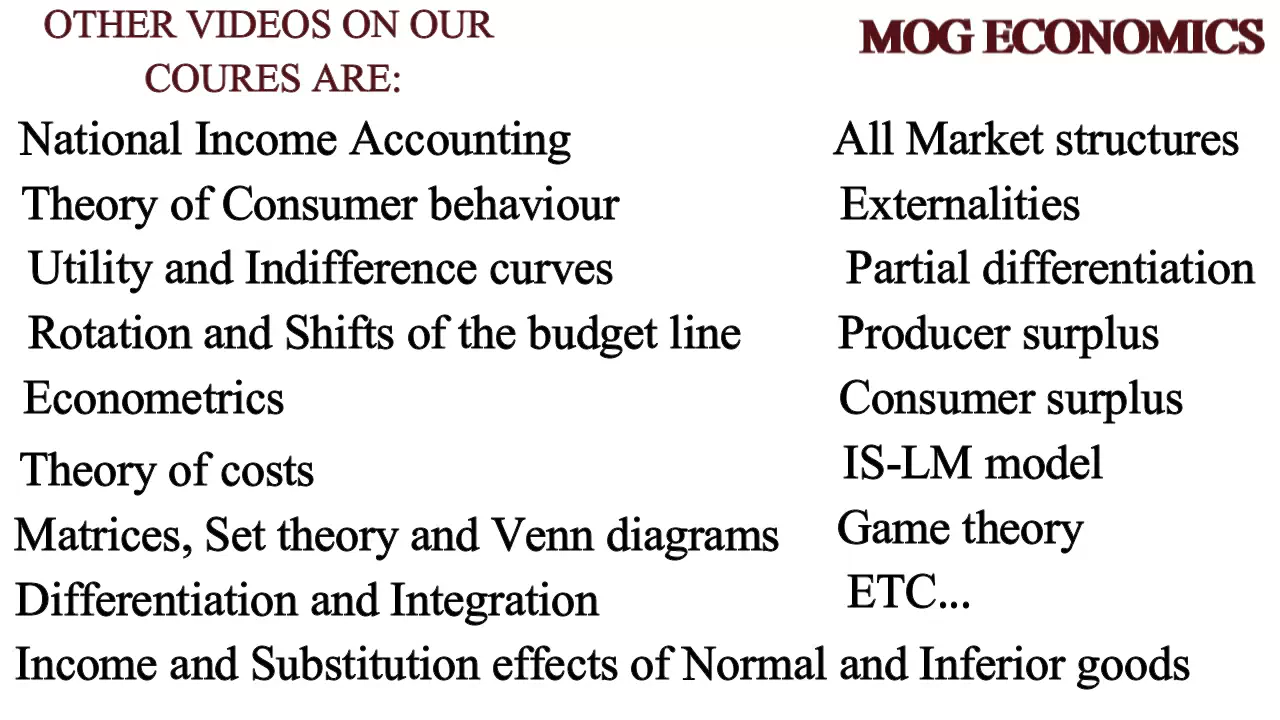 OTHER VIDEOS ON OUR
COURES ARE:
MOG ECONOMICS
National Income Accounting
Theory of Consumer behaviour
Utility and Indifference curves
Rotation and Shifts of the budget line
Econometrics
Theory of costs
Matrices, Set theory and Venn diagrams
Differentiation and Integration
Income and Substitution effects of Normal and Inferior goods
All Market structures
Externalities
Partial differentiation
Producer surplus
Consumer surplus
IS-LM model
Game theory
ETC...